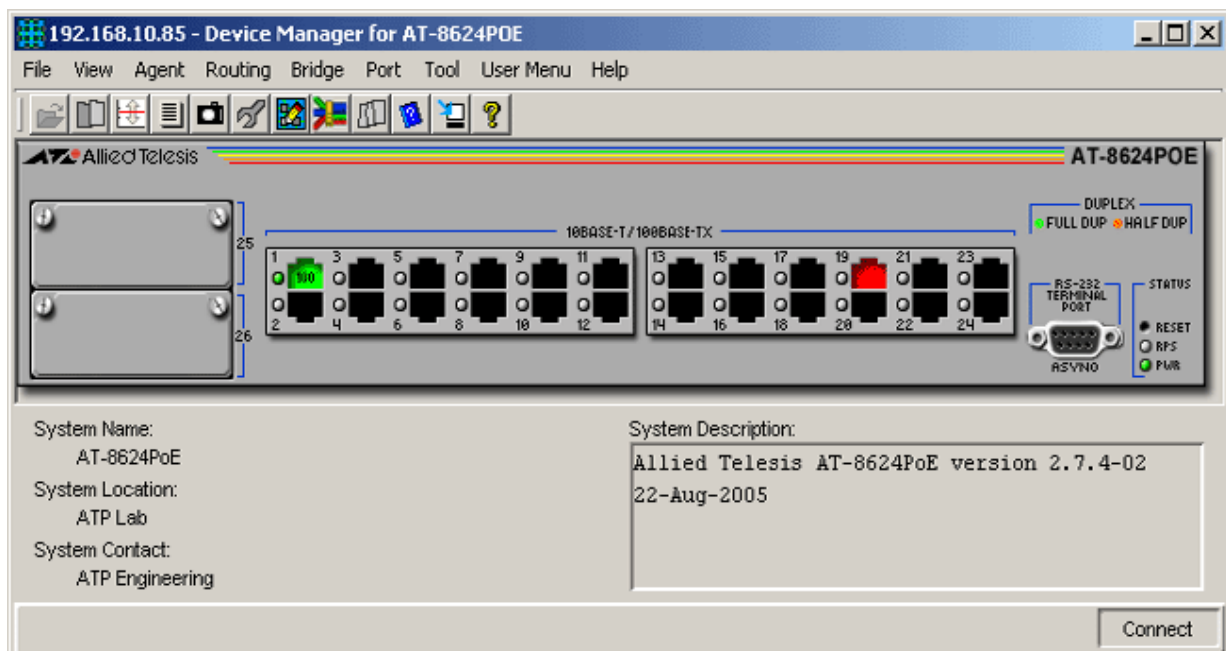 192.168.10.85 - Device Manager for AT-8624POE
File View Agent Routing Bridge Port Tool User Menu Help
Allied Telesis
AT-8624POE
DUPLEX
FULL DUP HALF DUP
10BASE-T/100BASE-TX
25
26
1 3 5 7 9 11 13 15 17 19 21 23
100
2 4 6 8 10 12 14 16 18 20 22 24
RS-232
TERMINAL
PORT
ASYNO
STATUS
RESET
RPS
PWR
System Name:
AT-8624PoE
System Location:
ATP Lab
System Contact:
ATP Engineering
System Description:
Allied Telesis AT-8624PoE version 2.7.4-02
22-Aug-2005
Connect